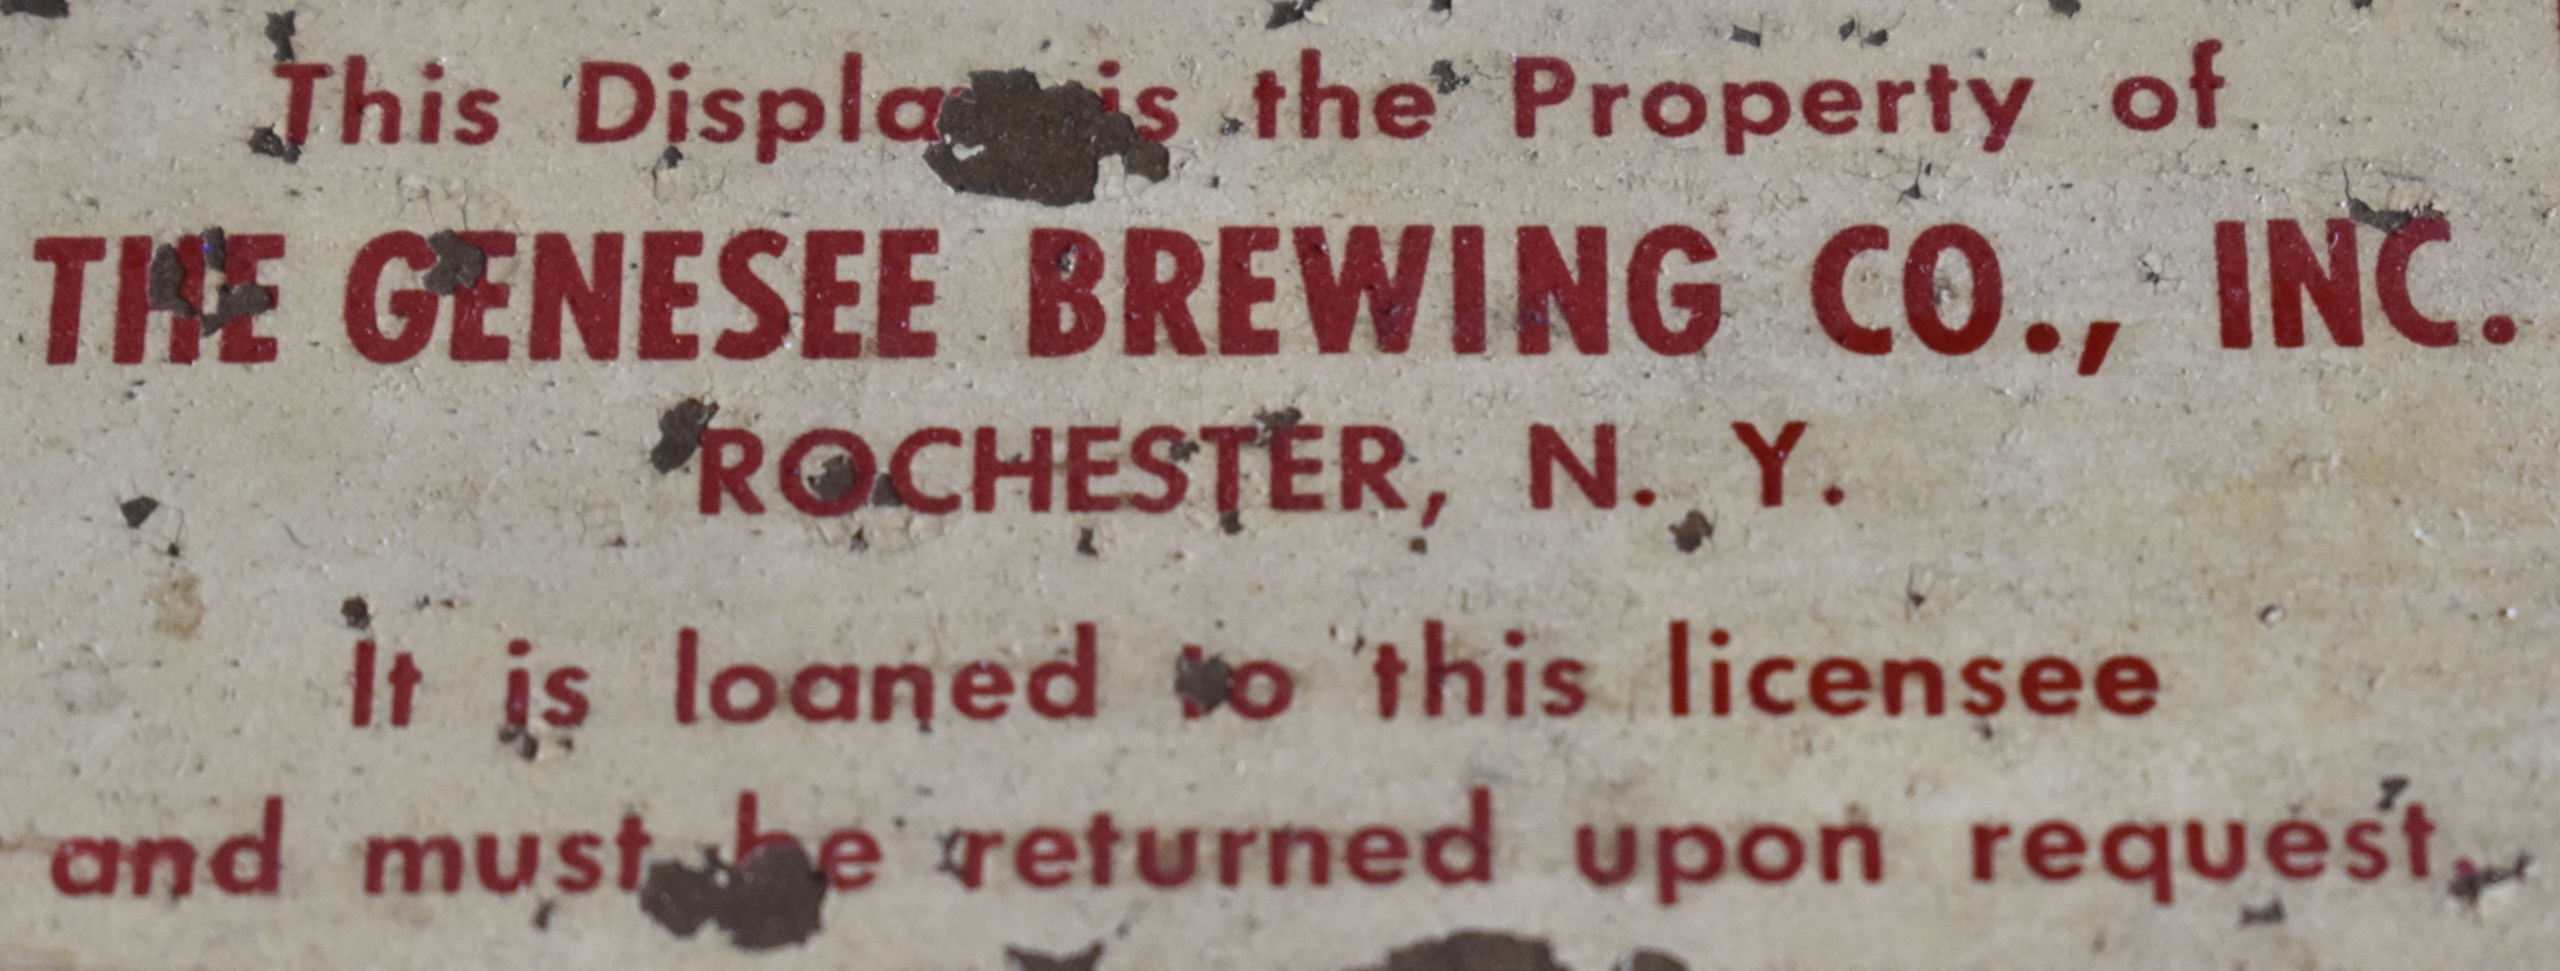 This Display is the Property of
THE GENESEE BREWING CO., INC.
ROCHESTER, N. Y.
It is loaned to this licensee
and must be returned upon request.